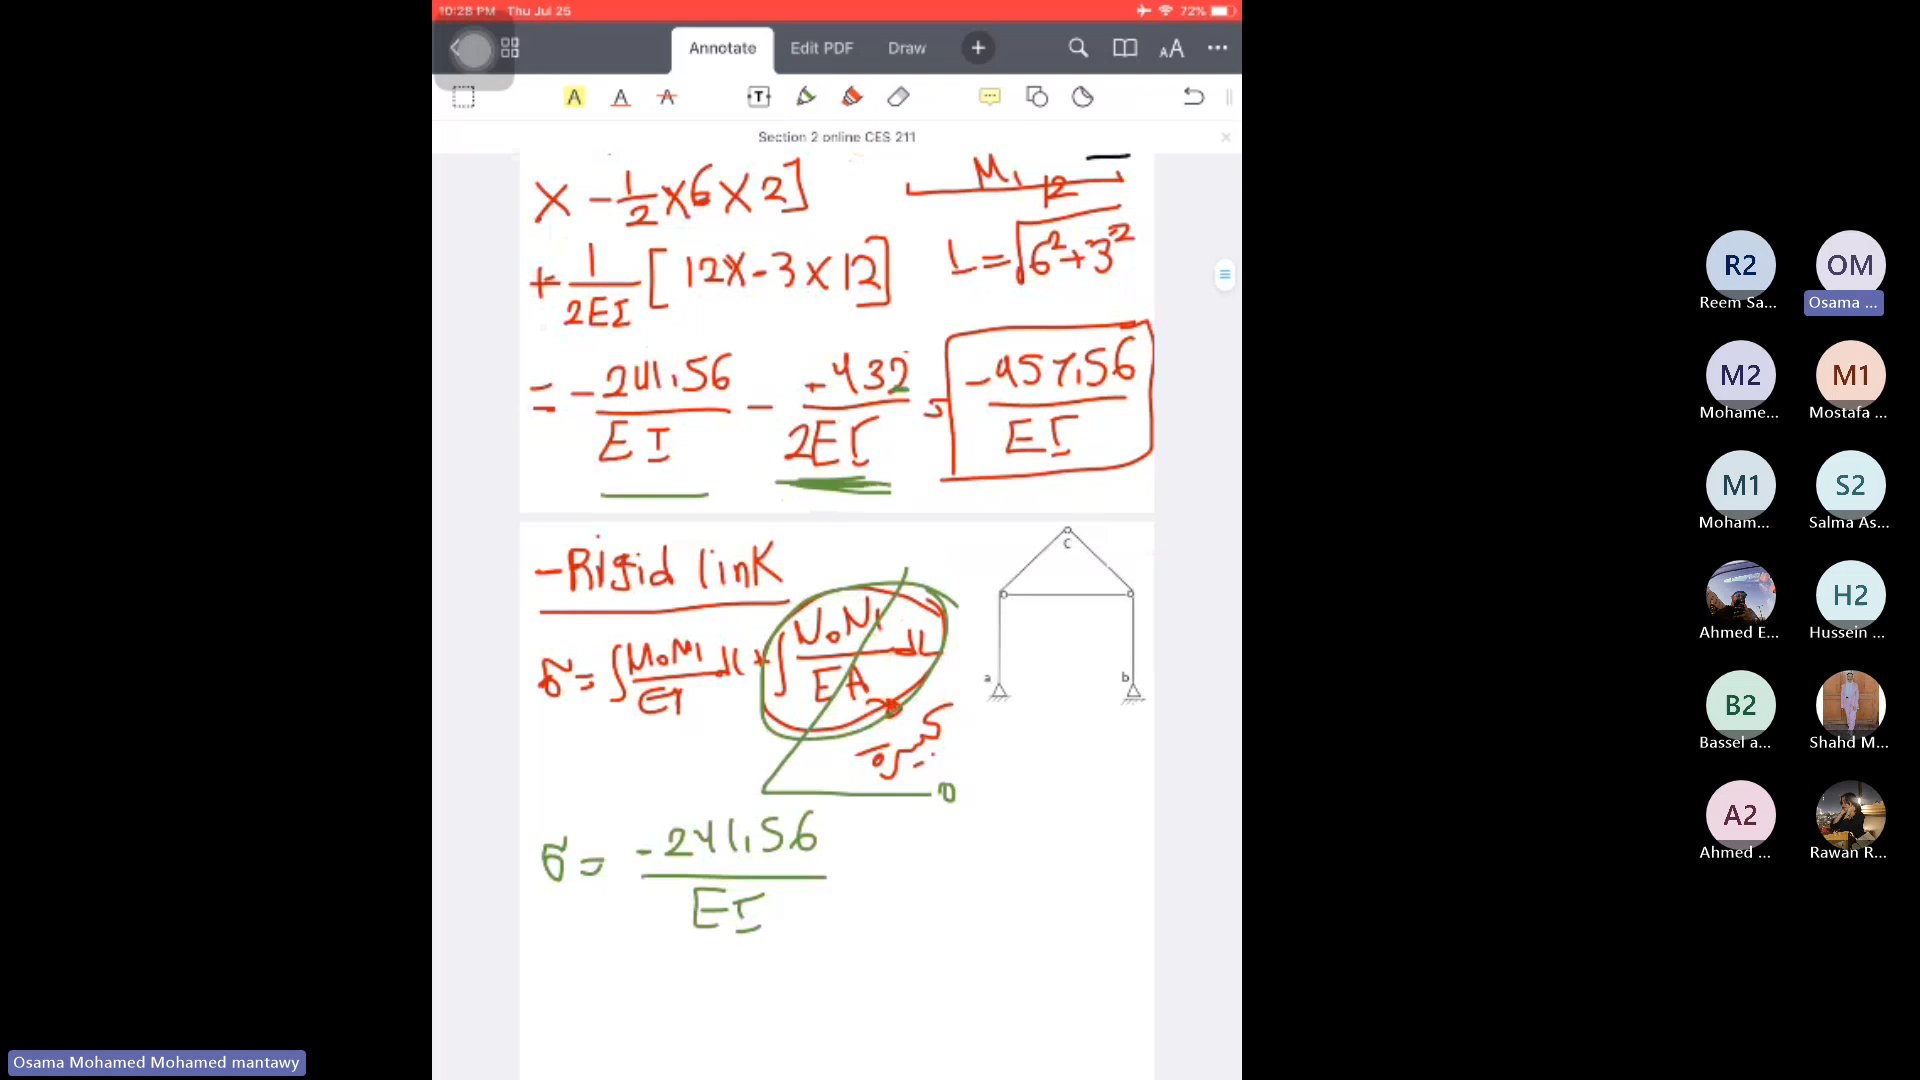 10:28 PM Thu Jul 25
72%
Annotate Edit PDF Draw
Section 2 online CES 211
X - 1/2 X 6 X 2]
M1
12
L = √6² + 3²
+ 1/2EI [ 12X - 3 X 12]
= - 241.56/EI - +432/2EI = -457.56/EI
- Rigid link
C
δ = ∫ M0M1/EI dL + ∫ N0N1/EA dL
a
b
0
δ = -241.56/EI
R2
Reem Sa...
OM
Osama ...
M2
Mohame...
M1
Mostafa ...
M1
Moham...
S2
Salma As...
Ahmed E...
H2
Hussein ...
B2
Bassel a...
Shahd M...
A2
Ahmed ...
Rawan R...
Osama Mohamed Mohamed mantawy